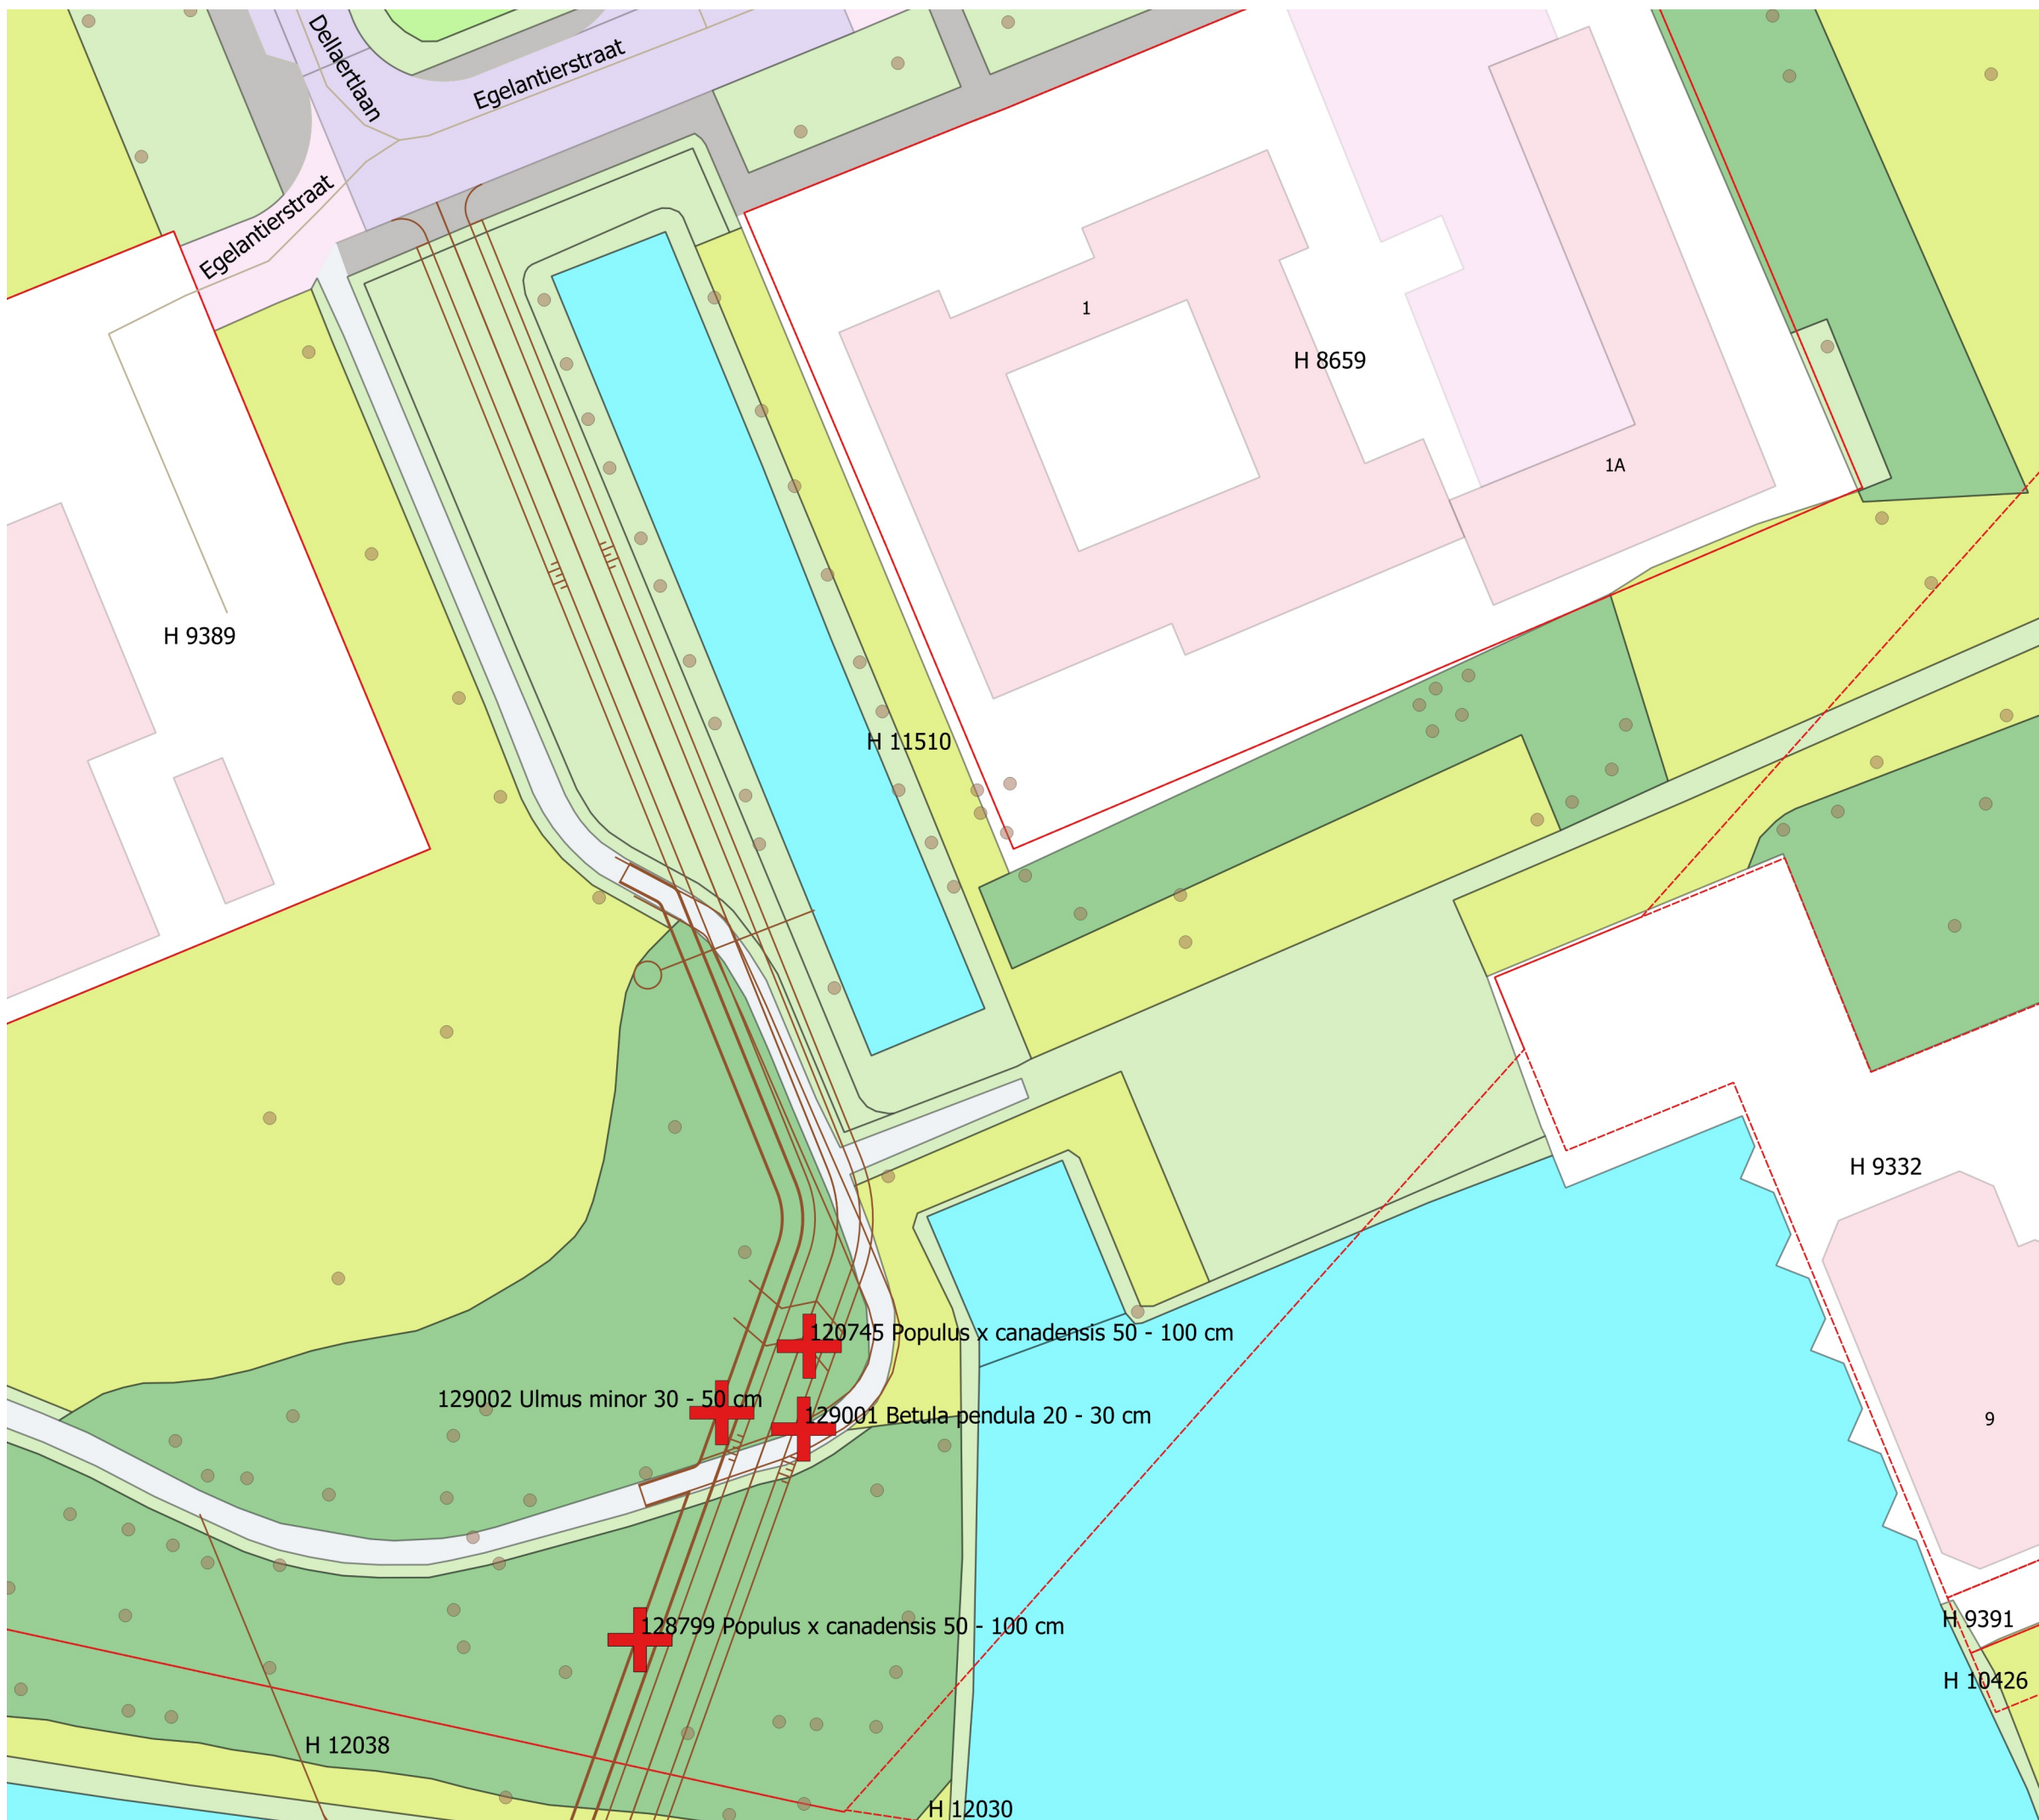 Dellaertlaan
Egelantierstraat
Egelantierstraat
1
H 8659
1A
H 9389
H 11510
H 9332
120745 Populus x canadensis 50 - 100 cm
129002 Ulmus minor 30 - 50 cm
129001 Betula pendula 20 - 30 cm
9
128799 Populus x canadensis 50 - 100 cm
H 9391
H 10426
H 12038
H 12030